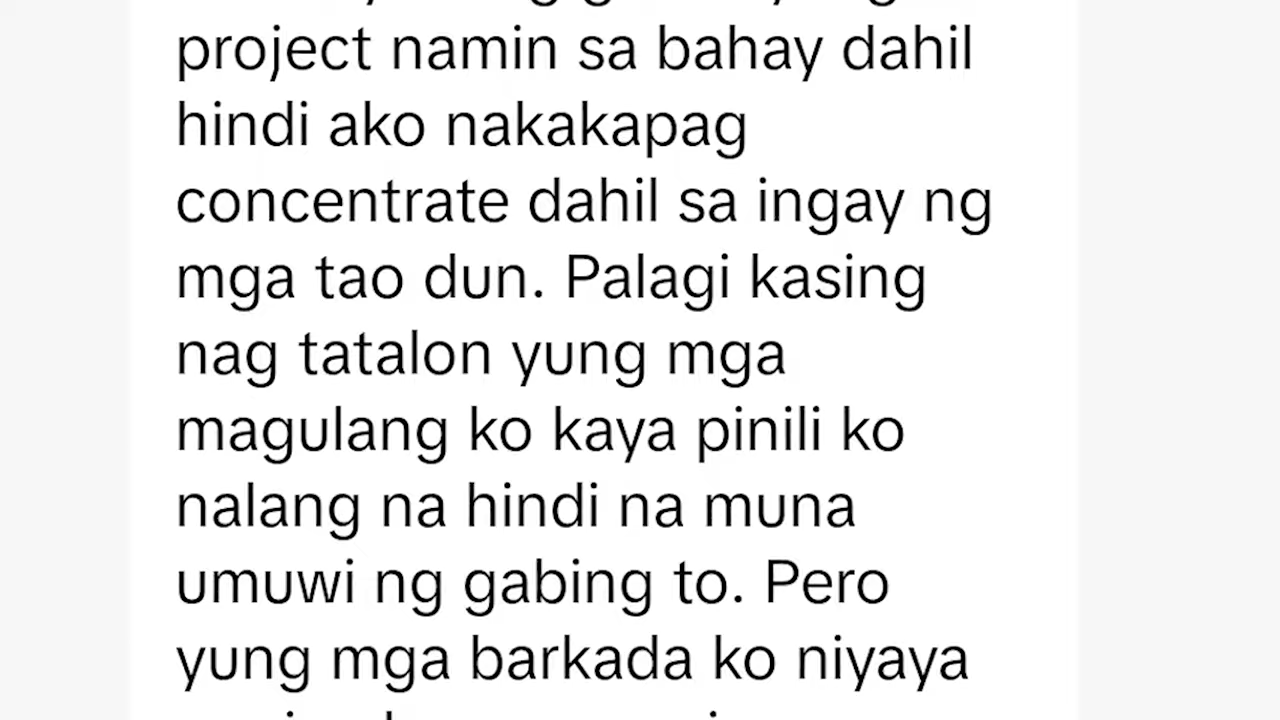 project namin sa bahay dahil
hindi ako nakakapag
concentrate dahil sa ingay ng
mga tao dun. Palagi kasing
nag tatalon yung mga
magulang ko kaya pinili ko
nalang na hindi na muna
umuwi ng gabing to. Pero
yung mga barkada ko niyaya